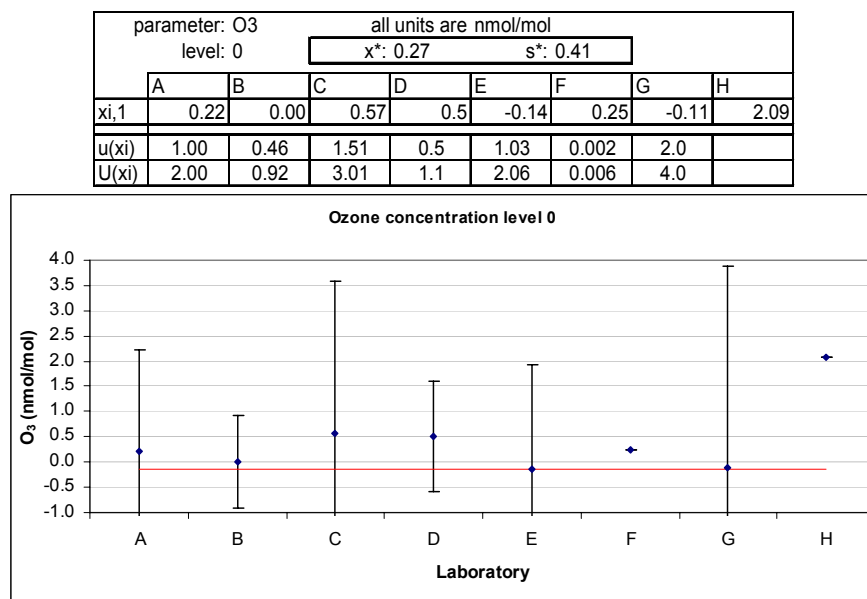 parameter: O3 all units are nmol/mol
level: 0 x*: 0.27 s*: 0.41
A B C D E F G H
xi,1 0.22 0.00 0.57 0.5 -0.14 0.25 -0.11 2.09
u(xi) 1.00 0.46 1.51 0.5 1.03 0.002 2.0
U(xi) 2.00 0.92 3.01 1.1 2.06 0.006 4.0
Ozone concentration level 0
4.0
3.5
3.0
2.5
2.0
1.5
1.0
0.5
0.0
-0.5
-1.0
O3 (nmol/mol)
A B C D E F G H
Laboratory